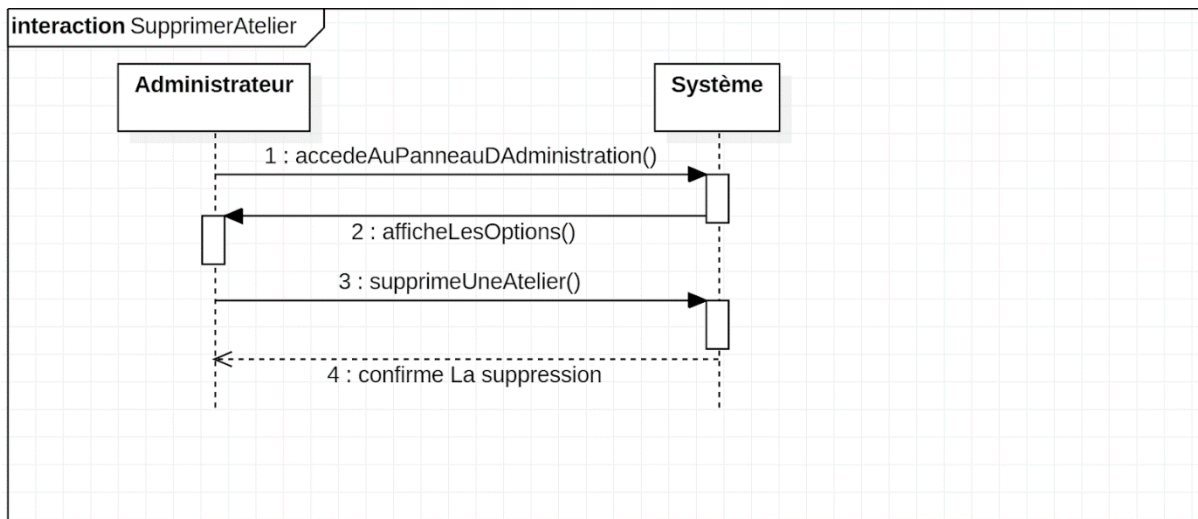 interaction SupprimerAtelier
Administrateur
Système
1 : accedeAuPanneauDAdministration()
2 : afficheLesOptions()
3 : supprimeUneAtelier()
4 : confirme La suppression